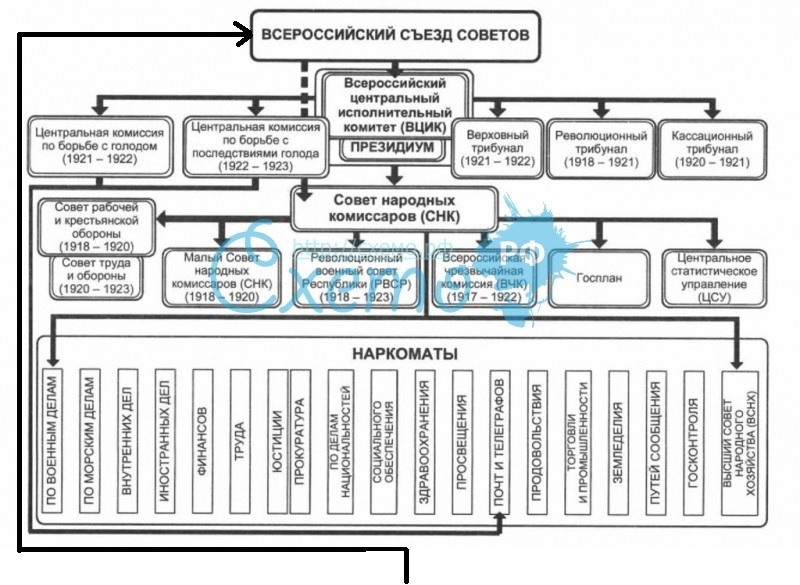 ВСЕРОССИЙСКИЙ СЪЕЗД СОВЕТОВ
Всероссийский
центральный
исполнительный
комитет (ВЦИК)
ПРЕЗИДИУМ
Центральная комиссия
по борьбе с голодом
(1921 – 1922)
Центральная комиссия
по борьбе с
последствиями голода
(1922 – 1923)
Верховный
трибунал
(1921 – 1922)
Революционный
трибунал
(1918 – 1921)
Кассационный
трибунал
(1920 – 1921)
Совет народных
комиссаров (СНК)
Совет рабочей
и крестьянской
обороны
(1918 – 1920)
Совет труда
и обороны
(1920 – 1923)
Малый Совет
народных
комиссаров (СНК)
(1918 – 1920)
Революционный
военный совет
Республики (РВСР)
(1918 – 1923)
Всероссийская
чрезвычайная
комиссия (ВЧК)
(1917 – 1922)
Госплан
Центральное
статистическое
управление
(ЦСУ)
http://схемо.рф
Схемо
РФ
НАРКОМАТЫ
ПО ВОЕННЫМ ДЕЛАМ
ПО МОРСКИМ ДЕЛАМ
ВНУТРЕННИХ ДЕЛ
ИНОСТРАННЫХ ДЕЛ
ФИНАНСОВ
ТРУДА
ЮСТИЦИИ
ПРОКУРАТУРА
ПО ДЕЛАМ
НАЦИОНАЛЬНОСТЕЙ
СОЦИАЛЬНОГО
ОБЕСПЕЧЕНИЯ
ЗДРАВООХРАНЕНИЯ
ПРОСВЕЩЕНИЯ
ПОЧТ И ТЕЛЕГРАФОВ
ПРОДОВОЛЬСТВИЯ
ТОРГОВЛИ
И ПРОМЫШЛЕННОСТИ
ЗЕМЛЕДЕЛИЯ
ПУТЕЙ СООБЩЕНИЯ
ГОСКОНТРОЛЯ
ВЫСШИЙ СОВЕТ
НАРОДНОГО
ХОЗЯЙСТВА (ВСНХ)